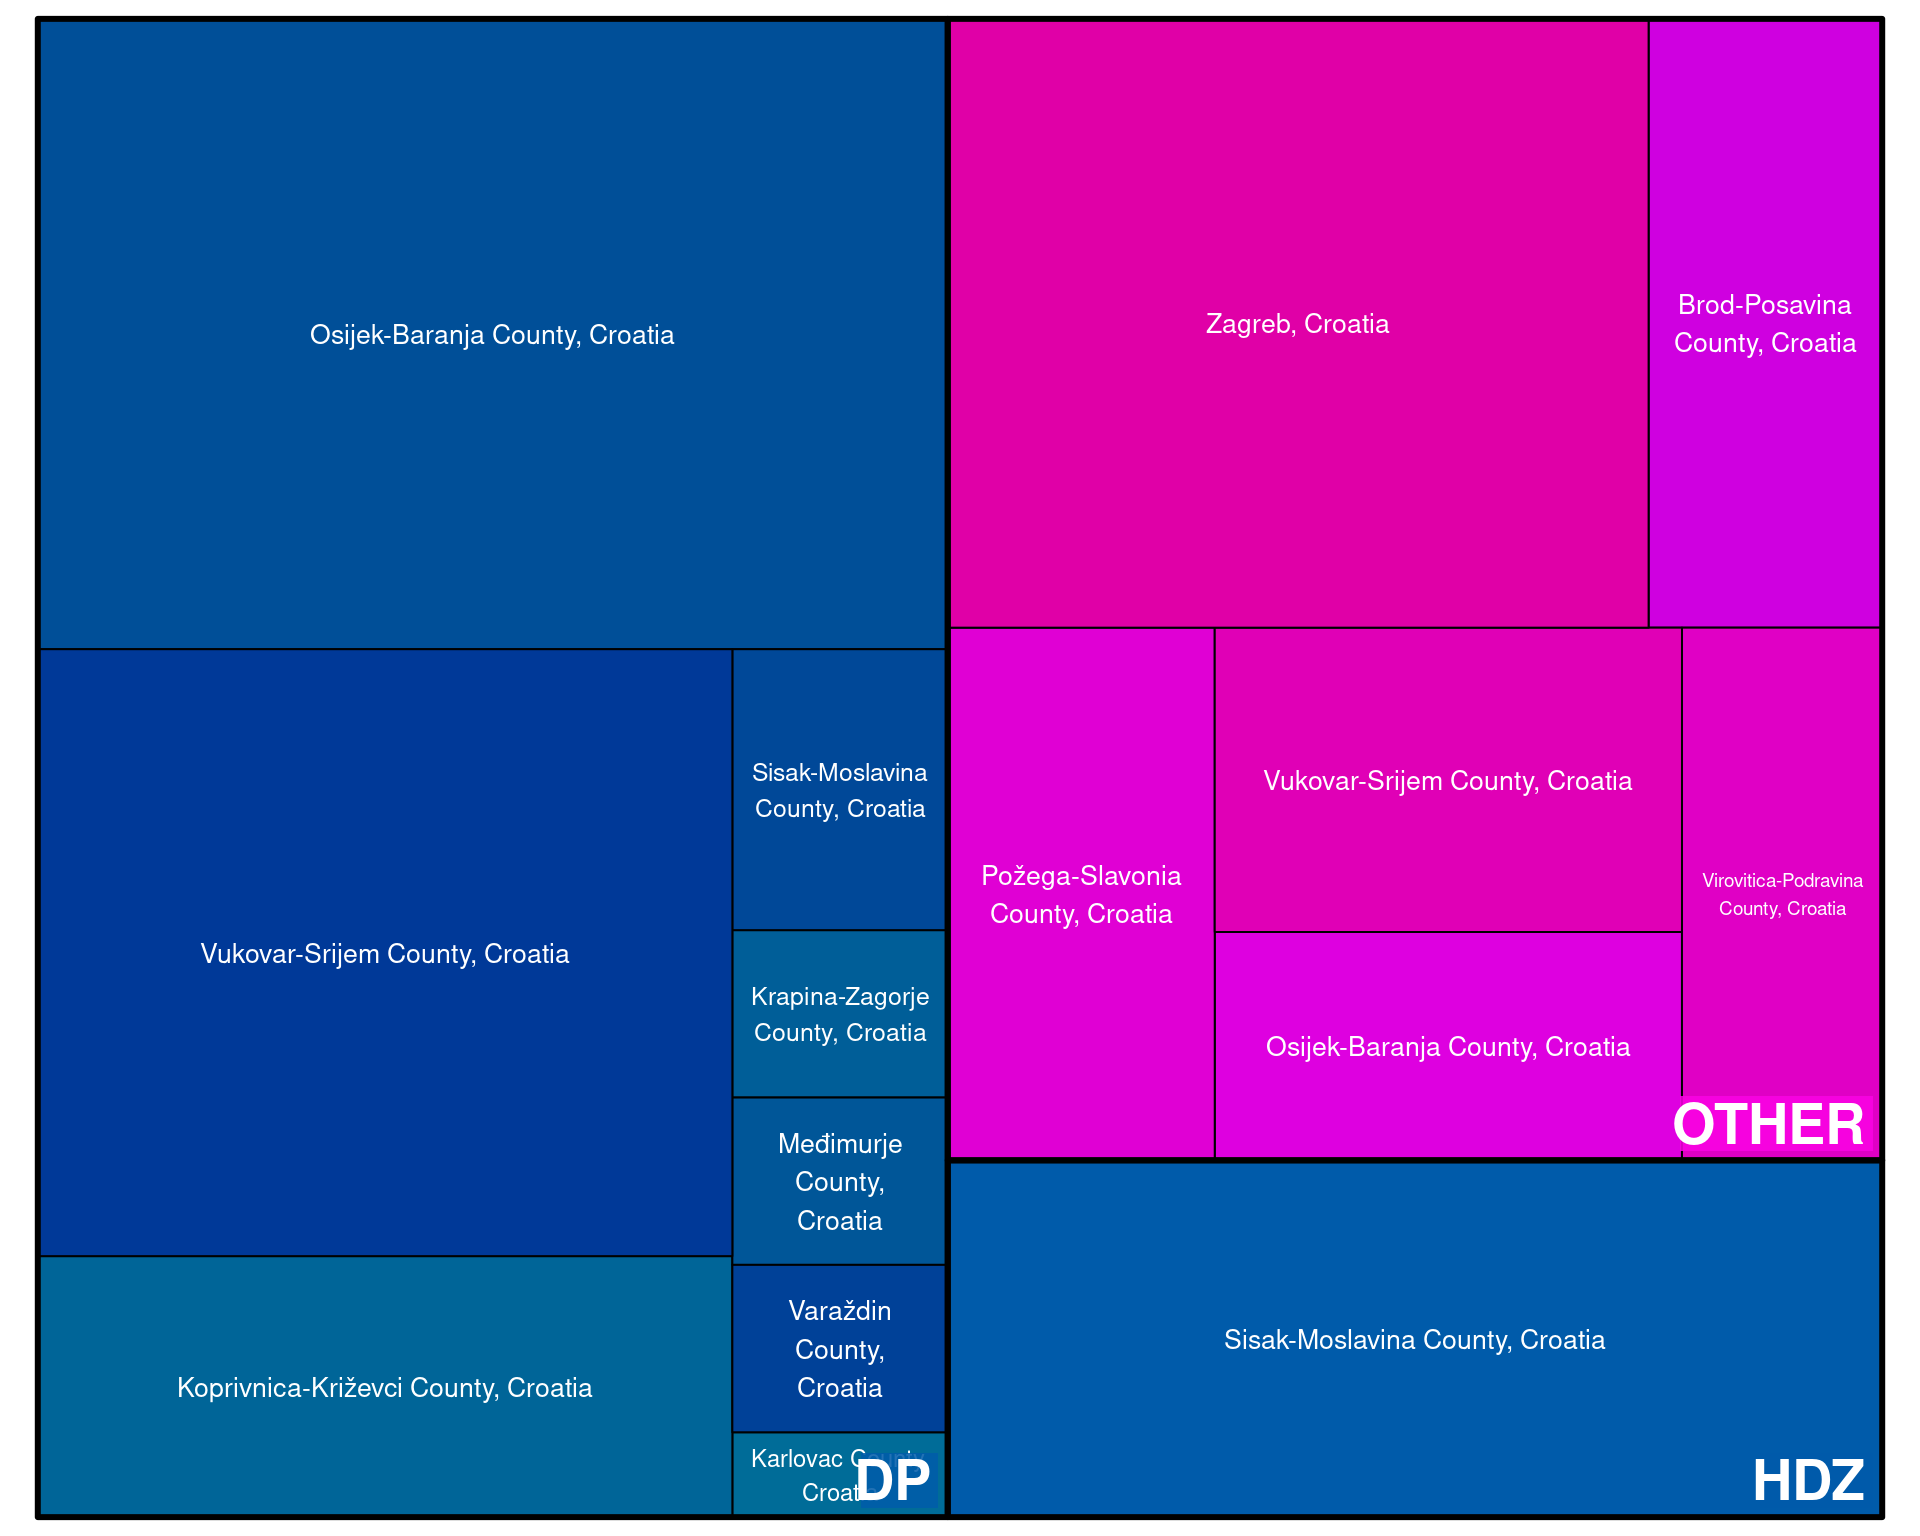 Osijek-Baranja County, Croatia
Vukovar-Srijem County, Croatia
Sisak-Moslavina
County, Croatia
Krapina-Zagorje
County, Croatia
Međimurje
County,
Croatia
Varaždin
County,
Croatia
Koprivnica-Križevci County, Croatia
Karlovac County,
Croatia
DP
Zagreb, Croatia
Brod-Posavina
County, Croatia
Požega-Slavonia
County, Croatia
Vukovar-Srijem County, Croatia
Osijek-Baranja County, Croatia
Virovitica-Podravina
County, Croatia
OTHER
Sisak-Moslavina County, Croatia
HDZ